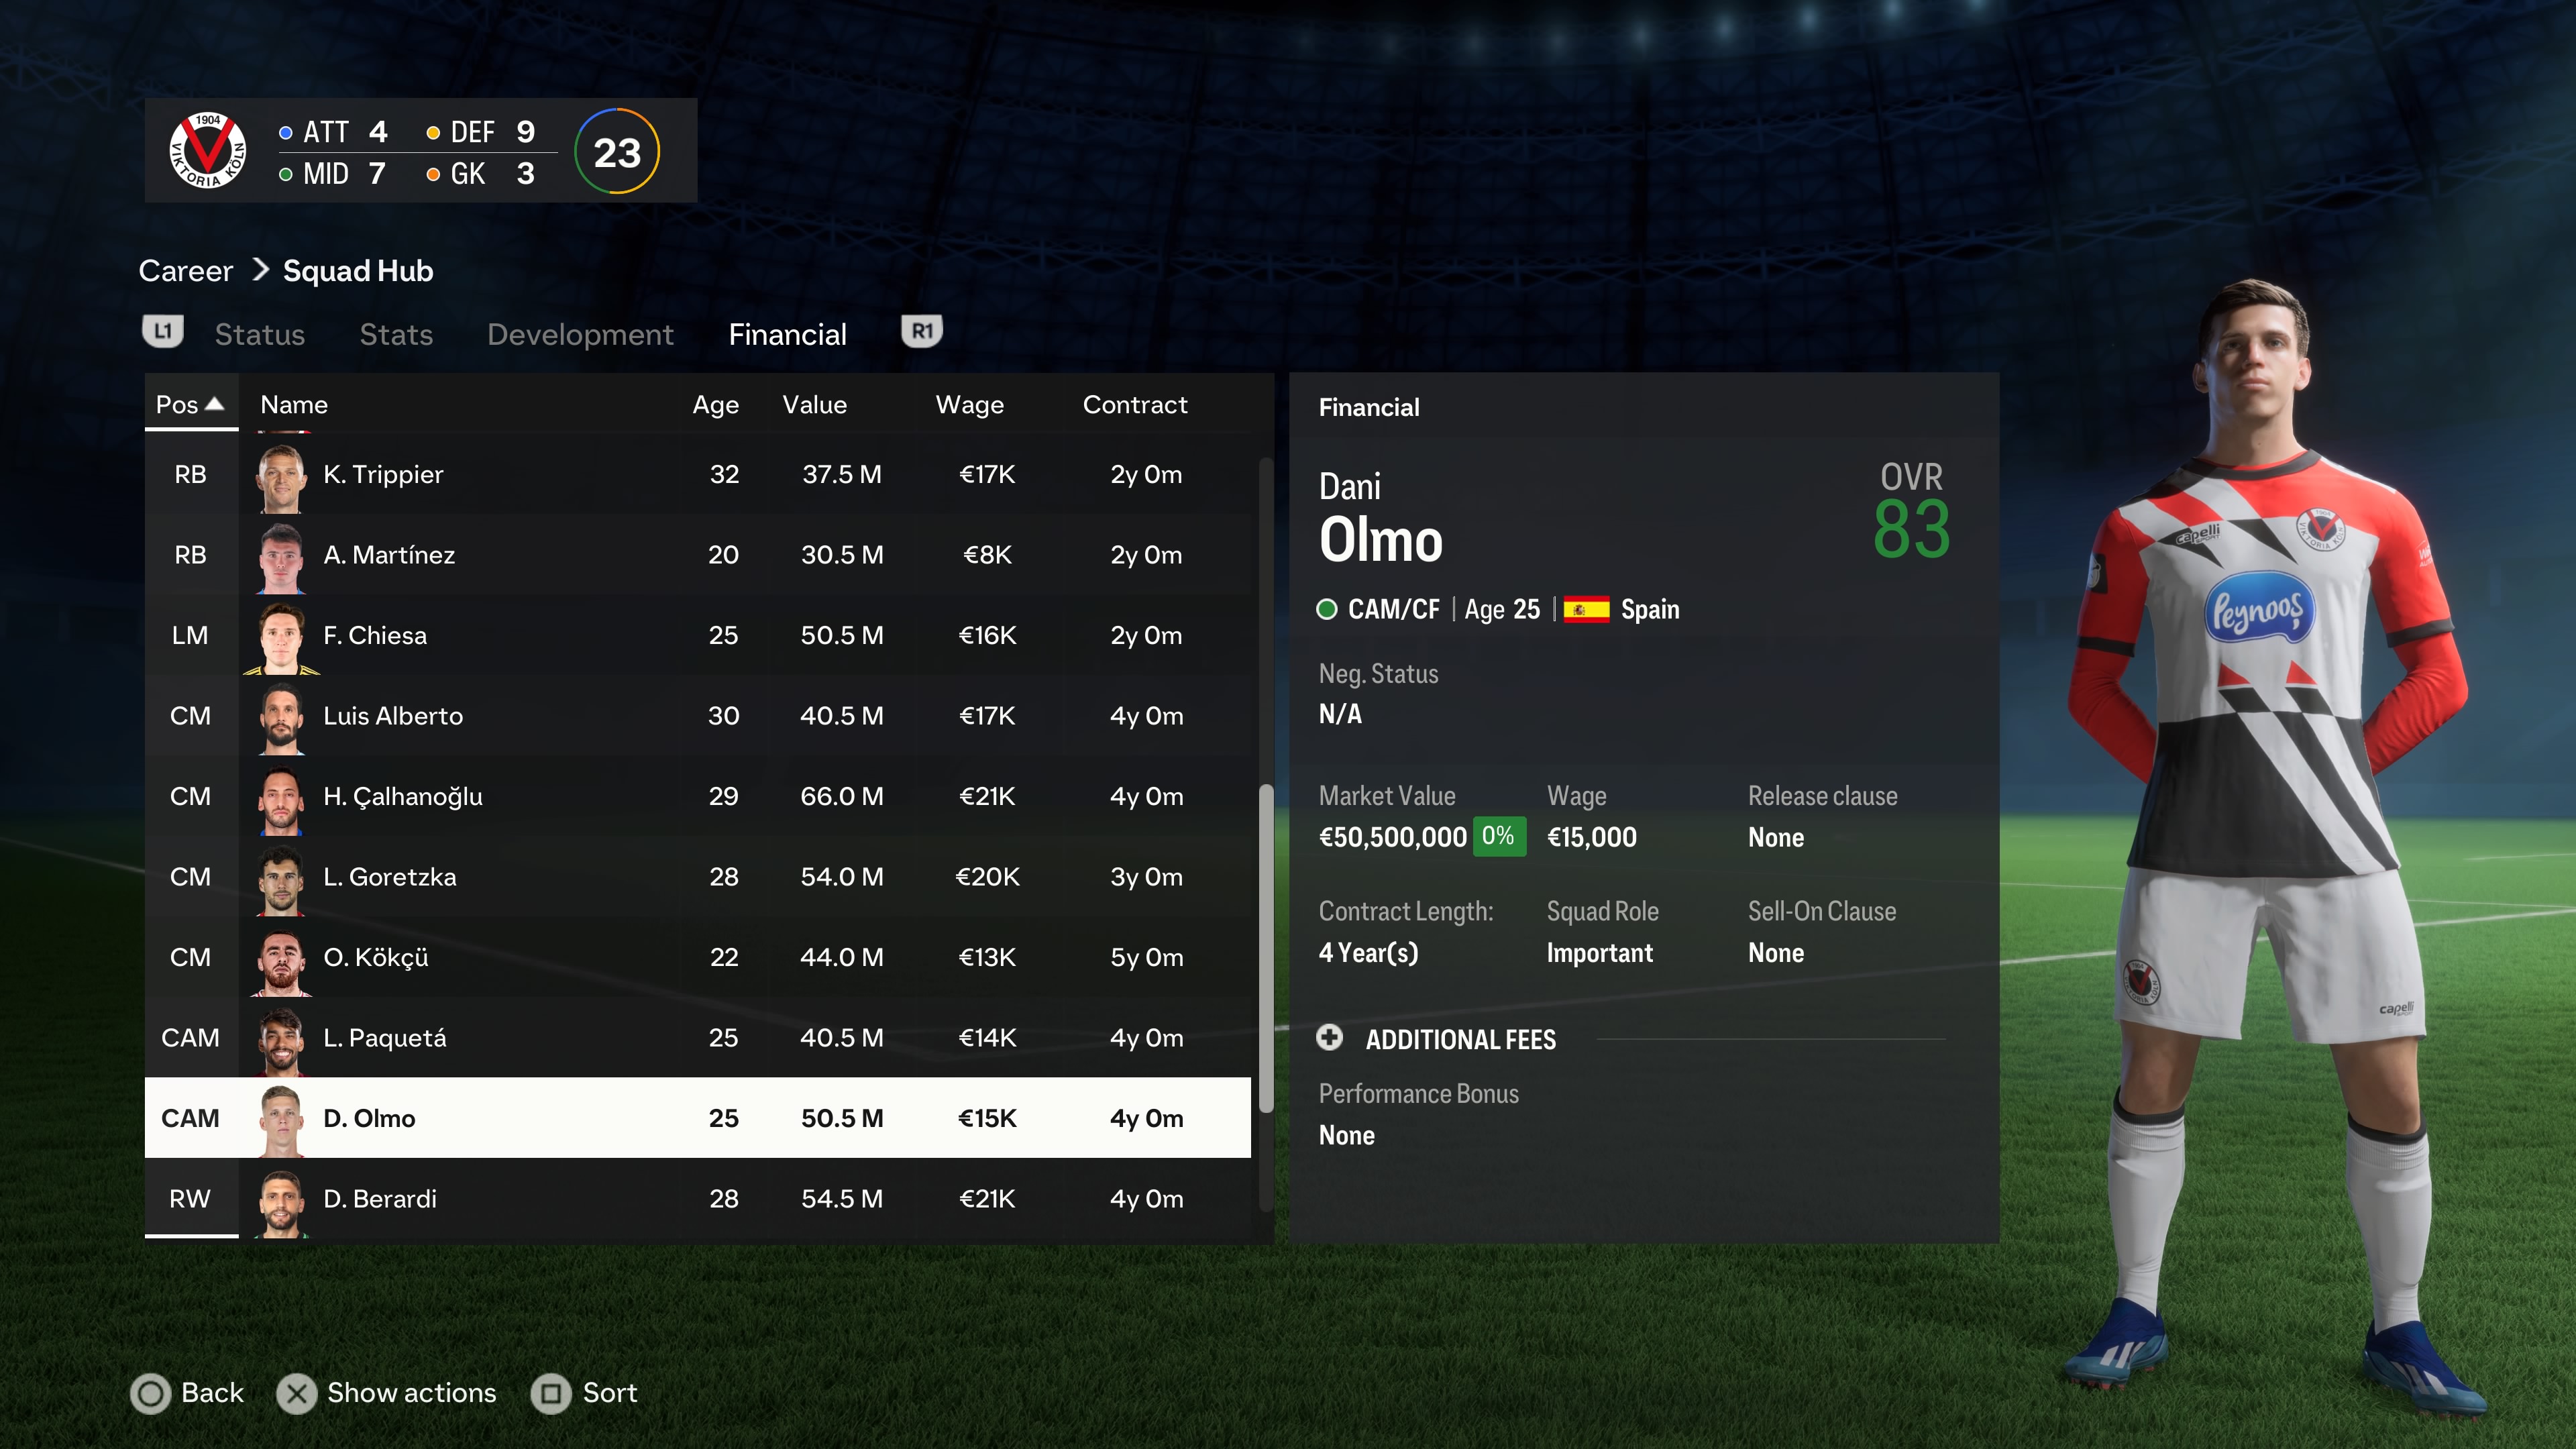 1904
VIKTORIA KÖLN
ATT 4 DEF 9
MID 7 GK 3
23
Career Squad Hub
L1 Status Stats Development Financial R1
Pos Name Age Value Wage Contract
RB K. Trippier 32 37.5 M €17K 2y 0m
RB A. Martínez 20 30.5 M €8K 2y 0m
LM F. Chiesa 25 50.5 M €16K 2y 0m
CM Luis Alberto 30 40.5 M €17K 4y 0m
CM H. Çalhanoğlu 29 66.0 M €21K 4y 0m
CM L. Goretzka 28 54.0 M €20K 3y 0m
CM O. Kökçü 22 44.0 M €13K 5y 0m
CAM L. Paquetá 25 40.5 M €14K 4y 0m
CAM D. Olmo 25 50.5 M €15K 4y 0m
RW D. Berardi 28 54.5 M €21K 4y 0m
Financial
Dani
Olmo
OVR
83
CAM/CF | Age 25 | Spain
Neg. Status
N/A
Market Value Wage Release clause
€50,500,000 0% €15,000 None
Contract Length: Squad Role Sell-On Clause
4 Year(s) Important None
ADDITIONAL FEES
Performance Bonus
None
capelli
SPORT
Peynoos
capelli
Back Show actions Sort